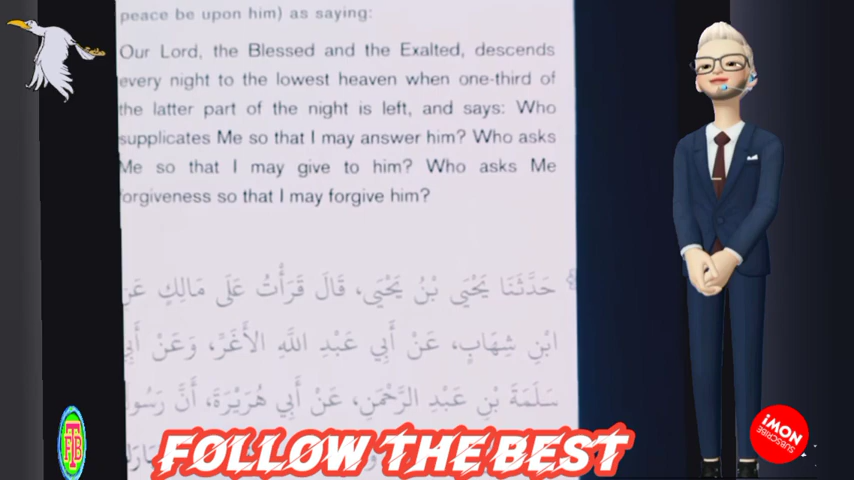 peace be upon him) as saying:
Our Lord, the Blessed and the Exalted, descends
every night to the lowest heaven when one-third of
the latter part of the night is left, and says: Who
supplicates Me so that I may answer him? Who asks
Me so that I may give to him? Who asks Me
forgiveness so that I may forgive him?
حَدَّثَنَا يَحْيَى بْنُ يَحْيَى، قَالَ قَرَأْتُ عَلَى مَالِكٍ عَنِ
ابْنِ شِهَابٍ، عَنْ أَبِي عَبْدِ اللَّهِ الأَغَرِّ، وَعَنْ أَبِي
سَلَمَةَ بْنِ عَبْدِ الرَّحْمَنِ، عَنْ أَبِي هُرَيْرَةَ، أَنَّ رَسُولَ
FOLLOW THE BEST
FTB
NOW!
SUBSCRIBE